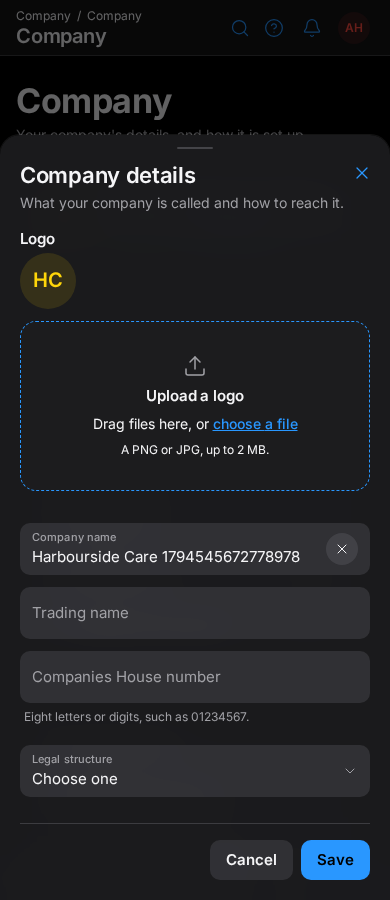 Company / Company
Company
AH
Company
Your company's details, and how it is set up.
Company details
What your company is called and how to reach it.
Logo
HC
Upload a logo
Drag files here, or choose a file
A PNG or JPG, up to 2 MB.
Company name
Harbourside Care 1794545672778978
Trading name
Companies House number
Eight letters or digits, such as 01234567.
Legal structure
Choose one
Cancel
Save